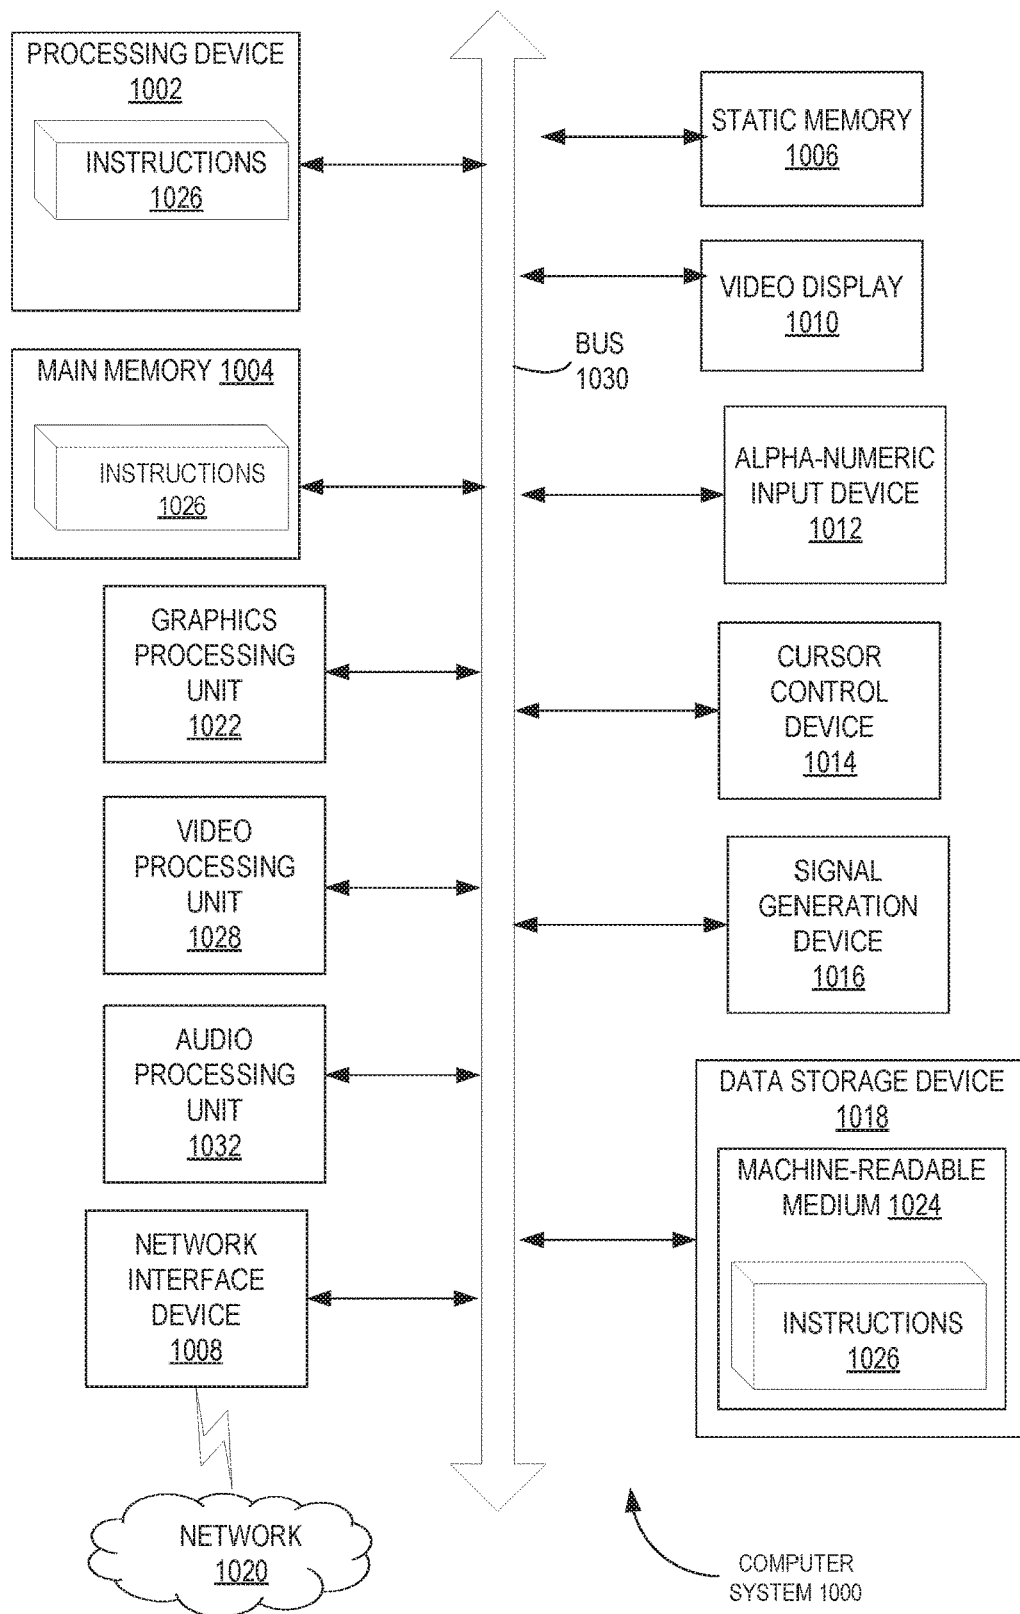 PROCESSING DEVICE
1002
INSTRUCTIONS
1026
MAIN MEMORY 1004
INSTRUCTIONS
1026
GRAPHICS
PROCESSING
UNIT
1022
VIDEO
PROCESSING
UNIT
1028
AUDIO
PROCESSING
UNIT
1032
NETWORK
INTERFACE
DEVICE
1008
NETWORK
1020
BUS
1030
STATIC MEMORY
1006
VIDEO DISPLAY
1010
ALPHA-NUMERIC
INPUT DEVICE
1012
CURSOR
CONTROL
DEVICE
1014
SIGNAL
GENERATION
DEVICE
1016
DATA STORAGE DEVICE
1018
MACHINE-READABLE
MEDIUM 1024
INSTRUCTIONS
1026
COMPUTER
SYSTEM 1000